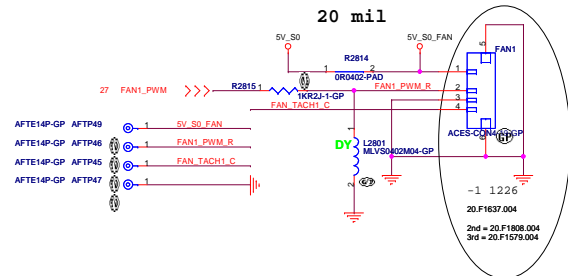 20 mil
5V_S0
5V_S0_FAN
5
FAN1
R2814
1 2
0R0402-PAD
1
27 FAN1_PWM
R2815 1 2
FAN1_PWM_R
2
1KR2J-1-GP
3
FAN_TACH1_C
4
AFTE14P-GP AFTP49
1
5V_S0_FAN
ACES-CON4
GP
6
AFTE14P-GP AFTP46
1
FAN1_PWM_R
1
DY
L2801
MLVS0402M04-GP
AFTE14P-GP AFTP45
1
FAN_TACH1_C
AFTE14P-GP AFTP47
1
2
-1 1226
20.F1637.004
2nd = 20.F1808.004
3rd = 20.F1579.004